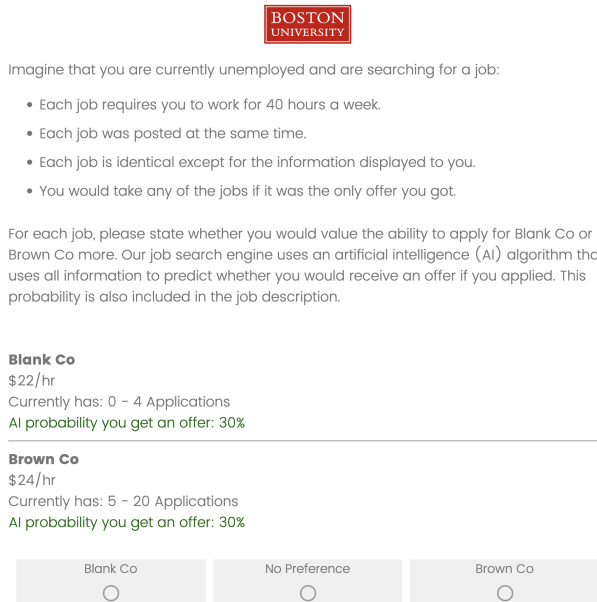 BOSTON
UNIVERSITY
Imagine that you are currently unemployed and are searching for a job:
• Each job requires you to work for 40 hours a week.
• Each job was posted at the same time.
• Each job is identical except for the information displayed to you.
• You would take any of the jobs if it was the only offer you got.
For each job, please state whether you would value the ability to apply for Blank Co or
Brown Co more. Our job search engine uses an artificial intelligence (AI) algorithm
uses all information to predict whether you would receive an offer if you applied. This
probability is also included in the job description.
Blank Co
$22/hr
Currently has: 0 - 4 Applications
AI probability you get an offer: 30%
Brown Co
$24/hr
Currently has: 5 - 20 Applications
AI probability you get an offer: 30%
Blank Co No Preference Brown Co